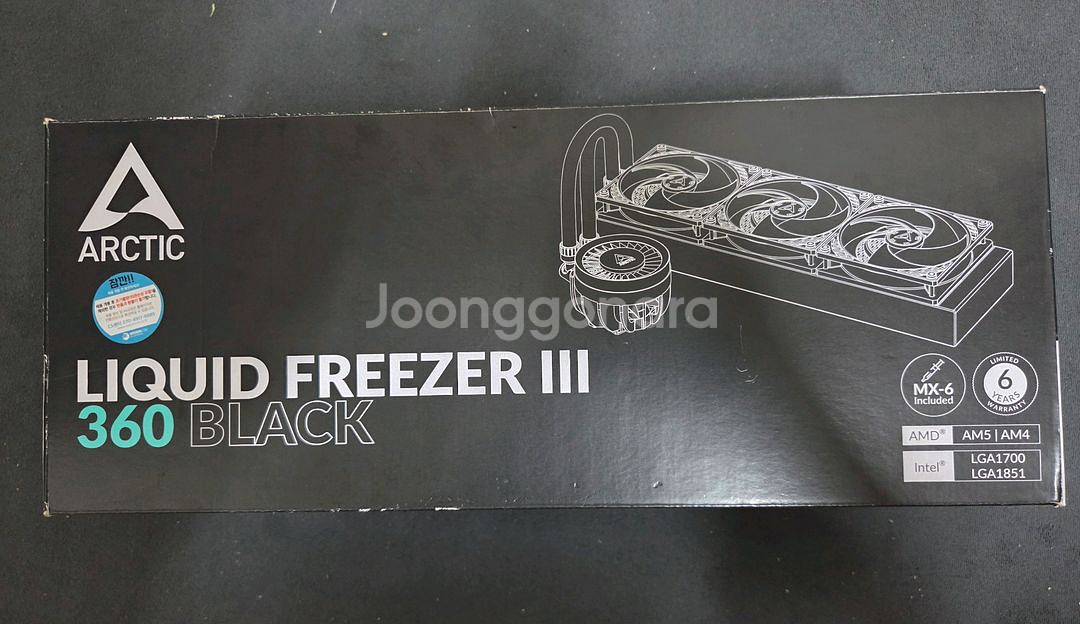 ARCTIC
잠깐!!
Joonggonara
LIQUID FREEZER III
360 BLACK
MX-6
Included
LIMITED
6
YEARS
WARRANTY
AMD® AM5 | AM4
Intel® LGA1700
LGA1851